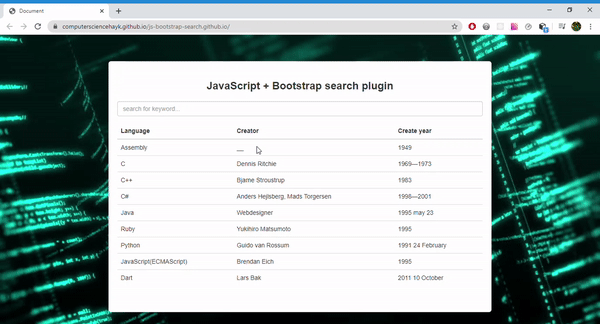 Document
computersciencehayk.github.io/js-bootstrap-search.github.io/
JavaScript + Bootstrap search plugin
search for keyword...
Language Creator Create year
Assembly __ 1949
C Dennis Ritchie 1969—1973
C++ Bjarne Stroustrup 1983
C# Anders Hejlsberg, Mads Torgersen 1998—2001
Java Webdesigner 1995 may 23
Ruby Yukihiro Matsumoto 1995
Python Guido van Rossum 1991 24 February
JavaScript(ECMAScript) Brendan Eich 1995
Dart Lars Bak 2011 10 October